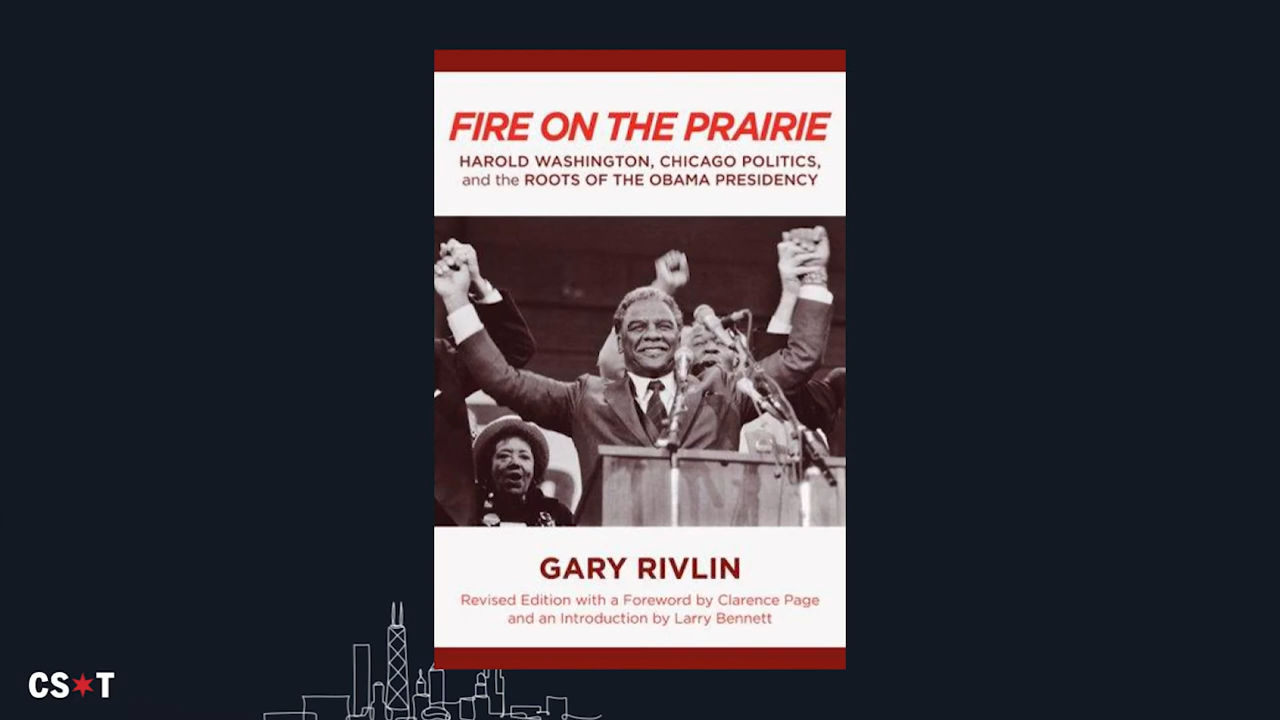 FIRE ON THE PRAIRIE
HAROLD WASHINGTON, CHICAGO POLITICS,
and the ROOTS OF THE OBAMA PRESIDENCY
GARY RIVLIN
Revised Edition with a Foreword by Clarence Page
and an Introduction by Larry Bennett
CS★T